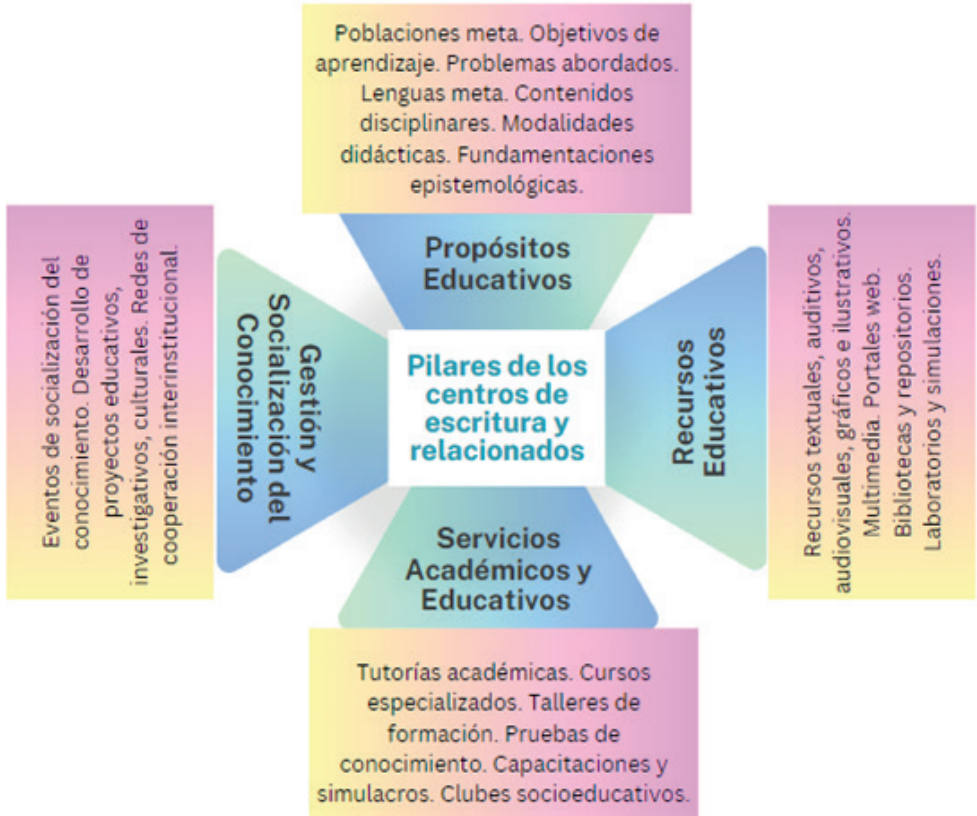 Poblaciones meta. Objetivos de
aprendizaje. Problemas abordados.
Lenguas meta. Contenidos
disciplinares. Modalidades
didácticas. Fundamentaciones
epistemológicas.
Propósitos
Educativos
Eventos de socialización del
conocimiento. Desarrollo de
proyectos educativos,
investigativos, culturales. Redes de
cooperación interinstitucional.
Gestión y
Socialización del
Conocimiento
Pilares de los
centros de
escritura y
relacionados
Recursos
Educativos
Recursos textuales, auditivos,
audiovisuales, gráficos e ilustrativos.
Multimedia. Portales web.
Bibliotecas y repositorios.
Laboratorios y simulaciones.
Servicios
Académicos y
Educativos
Tutorías académicas. Cursos
especializados. Talleres de
formación. Pruebas de
conocimiento. Capacitaciones y
simulacros. Clubes socioeducativos.